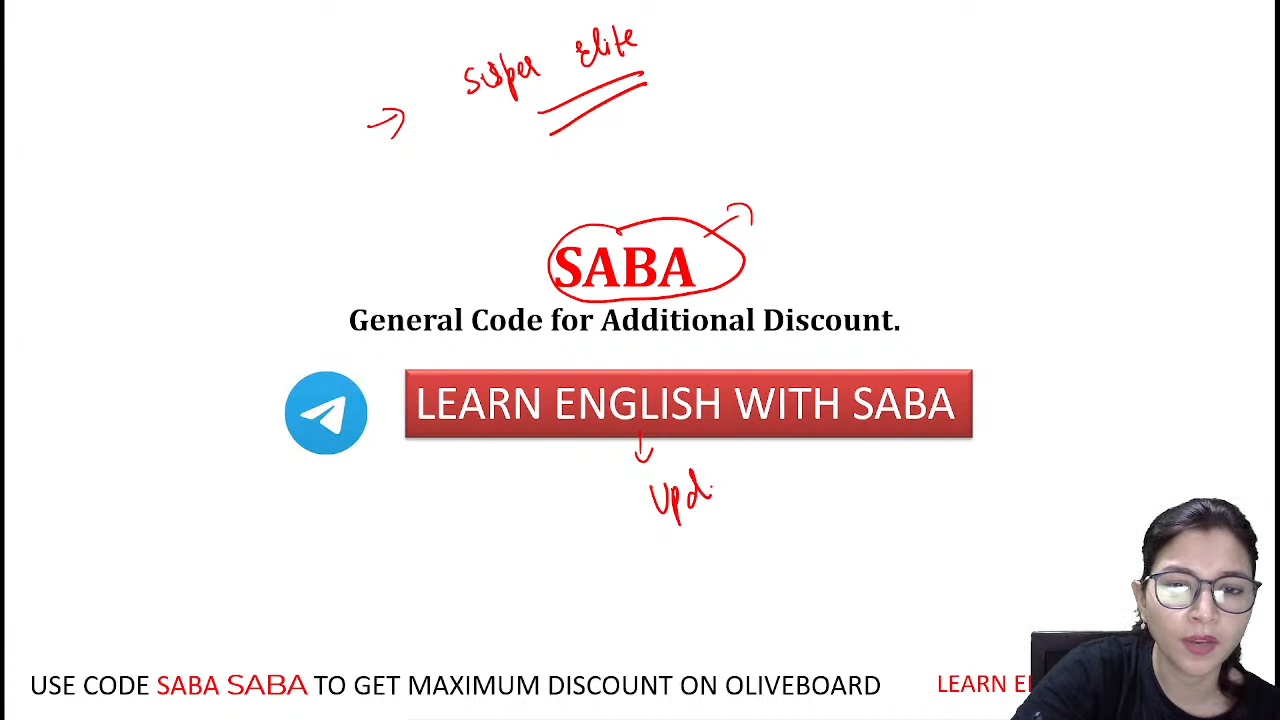 Super Elite
SABA
General Code for Additional Discount.
LEARN ENGLISH WITH SABA
Upd.
USE CODE SABA SABA TO GET MAXIMUM DISCOUNT ON OLIVEBOARD
LEARN